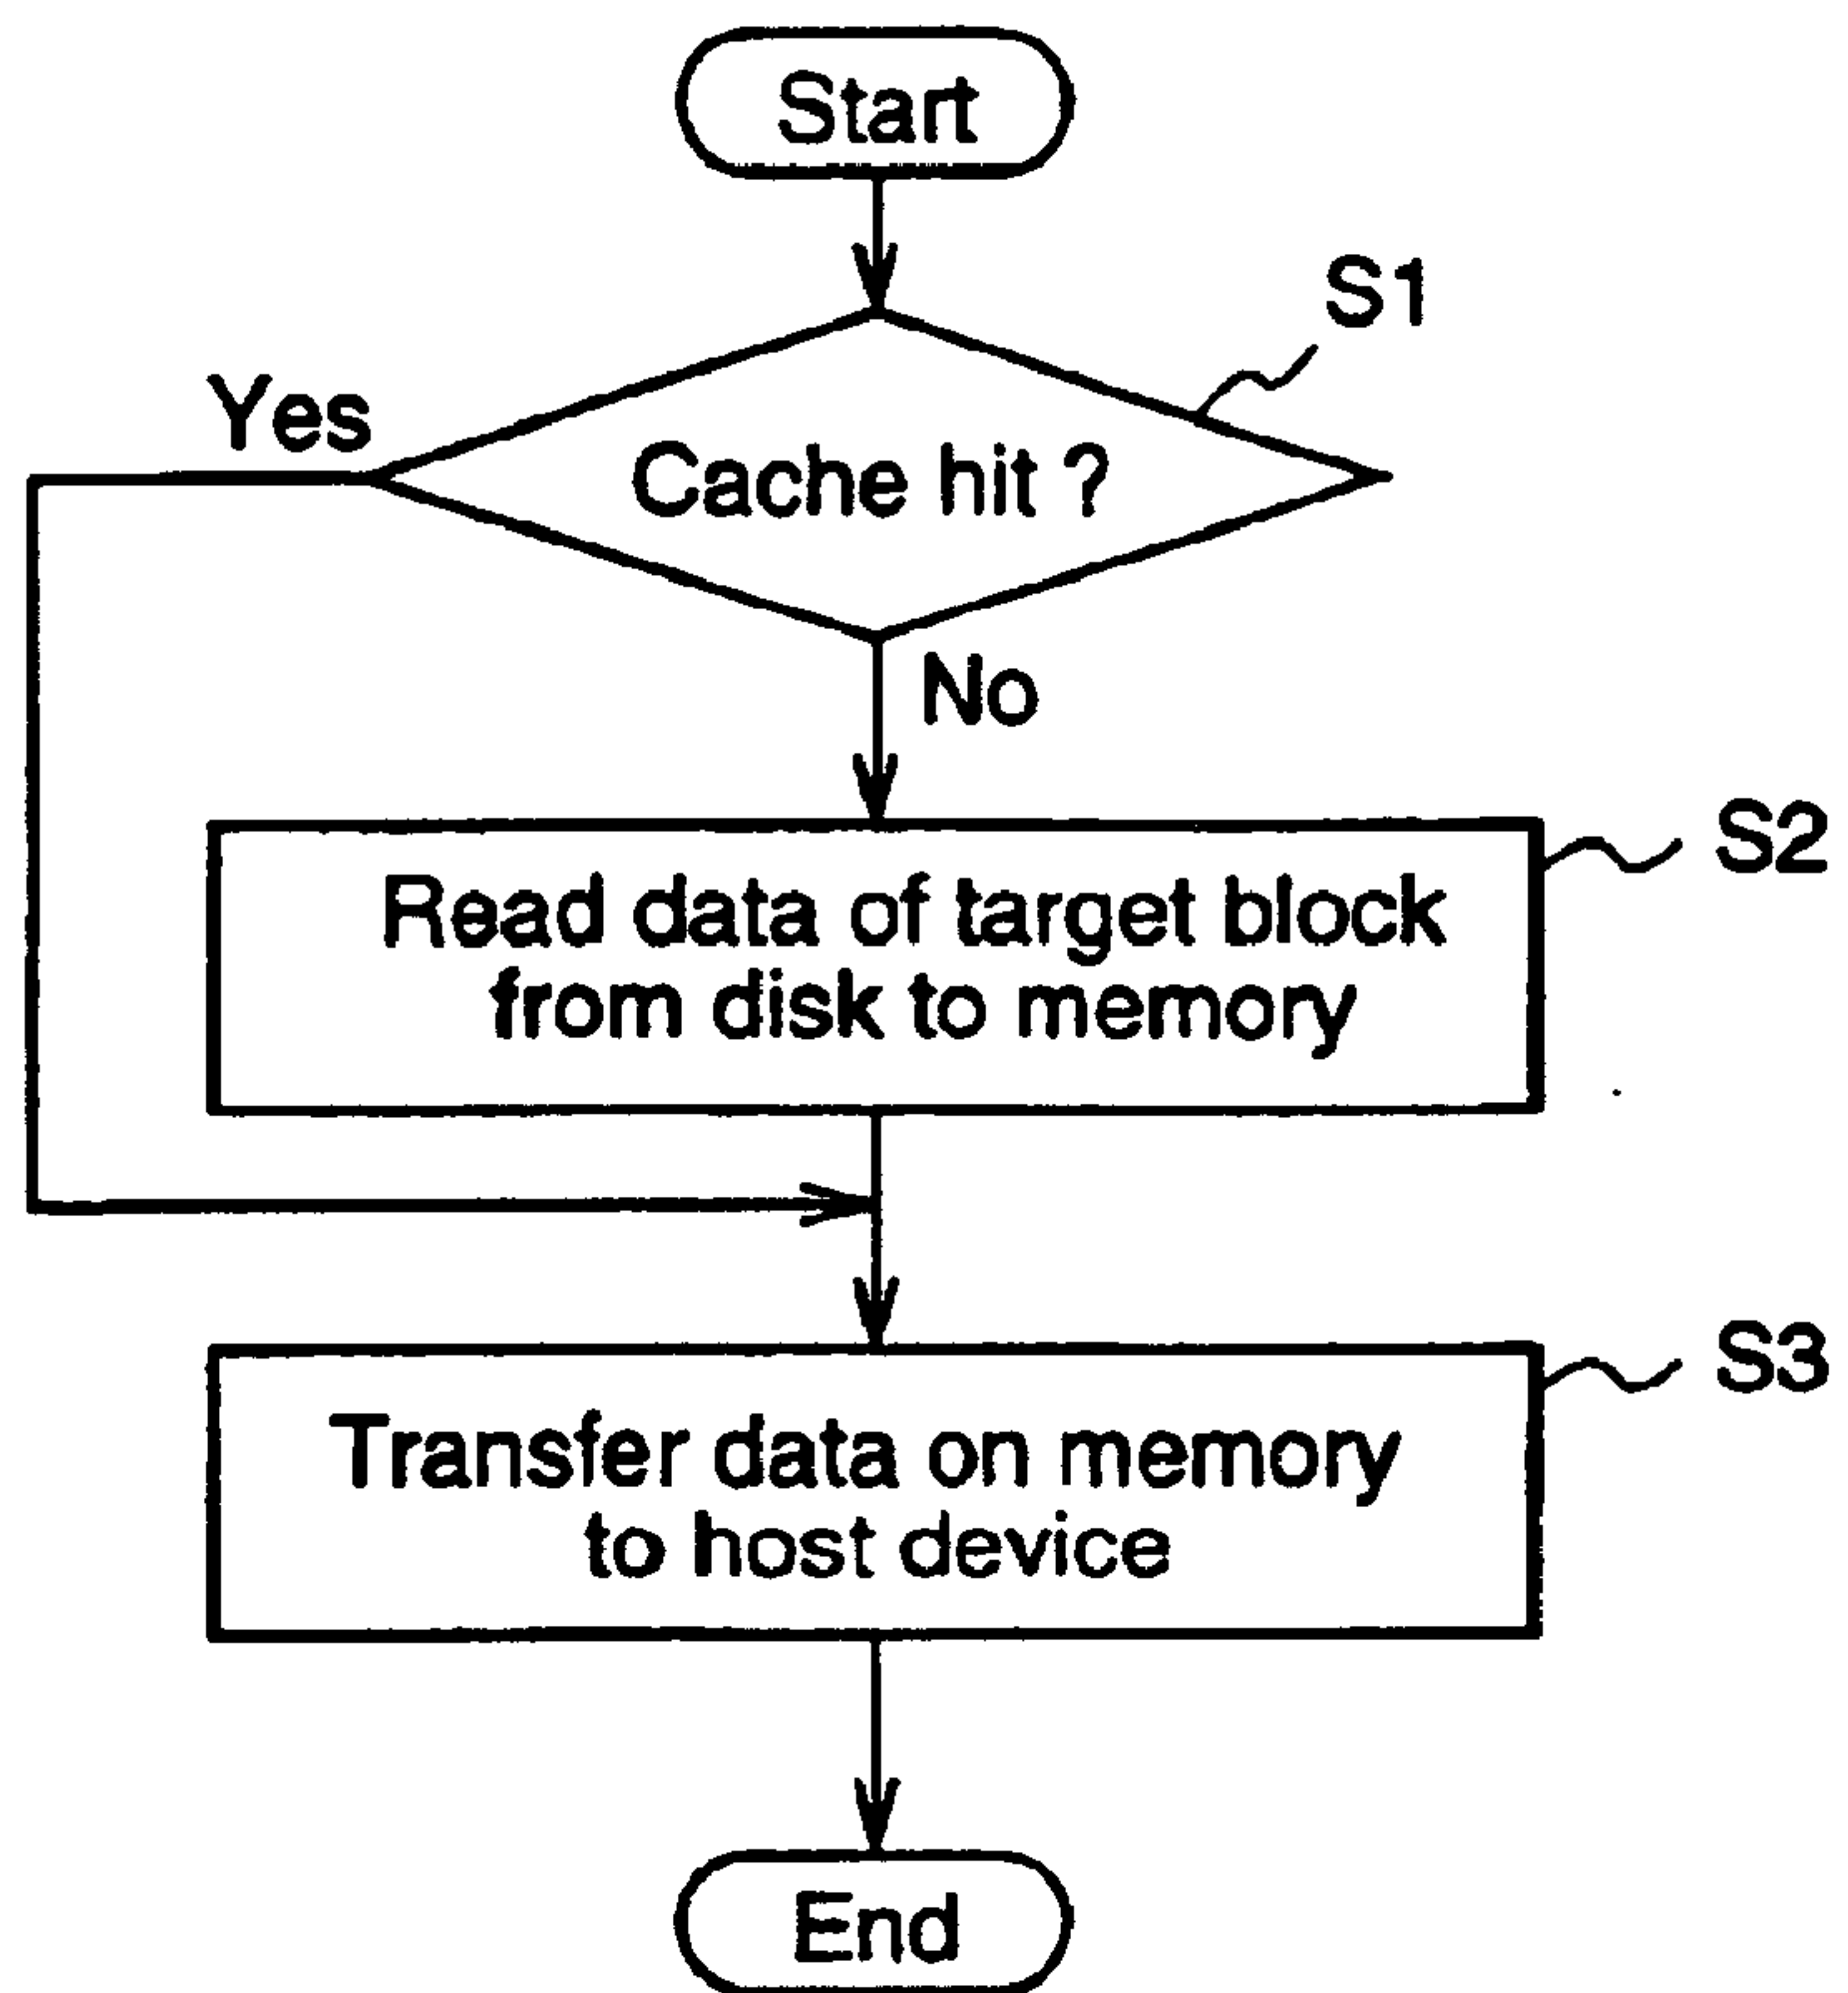 Start
S1
Yes
Cache hit ?
No
S2
Read data of target block
from disk to memory
S3
Transfer data on memory
to host device
End